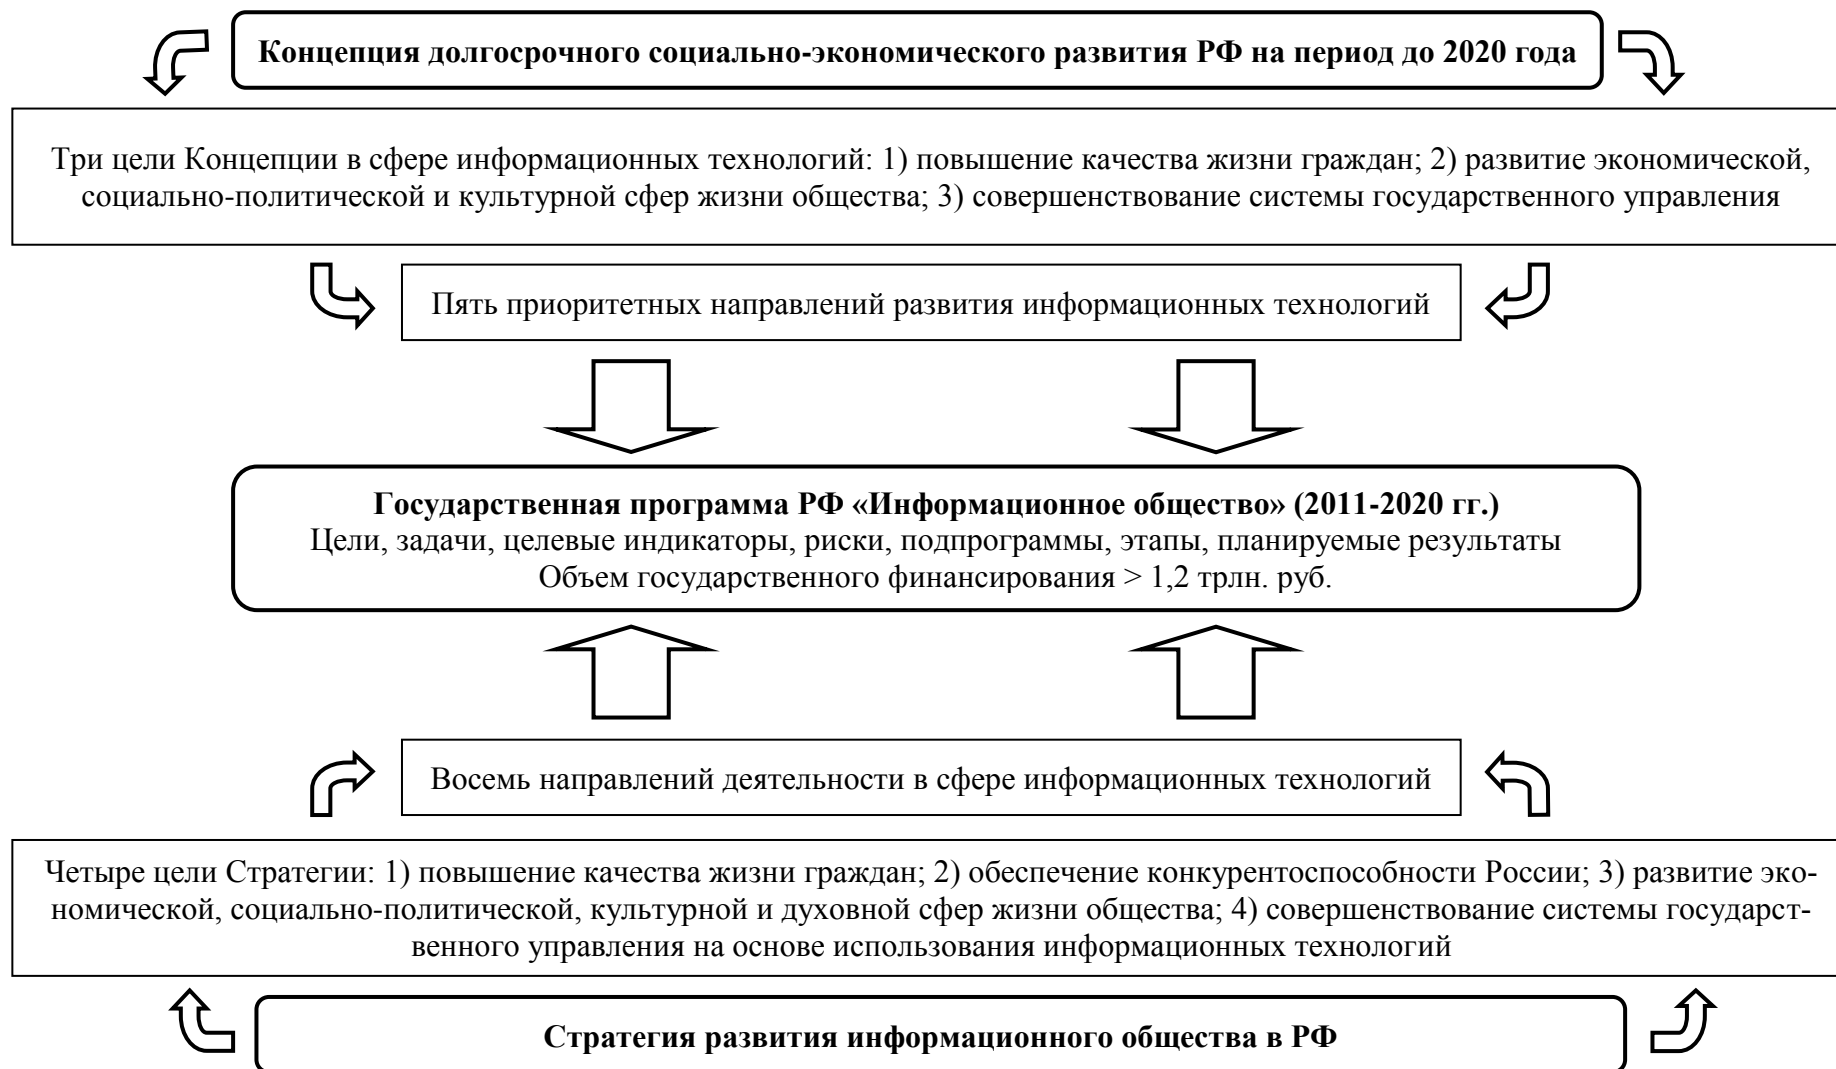 Концепция долгосрочного социально-экономического развития РФ на период до 2020 года
Три цели Концепции в сфере информационных технологий: 1) повышение качества жизни граждан; 2) развитие экономической,
социально-политической и культурной сфер жизни общества; 3) совершенствование системы государственного управления
Пять приоритетных направлений развития информационных технологий
Государственная программа РФ «Информационное общество» (2011-2020 гг.)
Цели, задачи, целевые индикаторы, риски, подпрограммы, этапы, планируемые результаты
Объем государственного финансирования > 1,2 трлн. руб.
Восемь направлений деятельности в сфере информационных технологий
Четыре цели Стратегии: 1) повышение качества жизни граждан; 2) обеспечение конкурентоспособности России; 3) развитие эко-
номической, социально-политической, культурной и духовной сфер жизни общества; 4) совершенствование системы государст-
венного управления на основе использования информационных технологий
Стратегия развития информационного общества в РФ